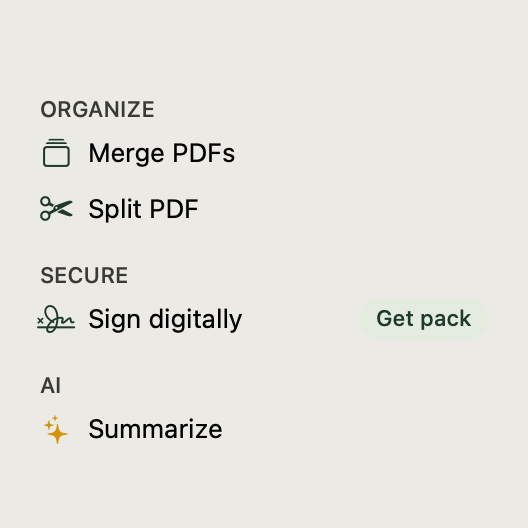 ORGANIZE
Merge PDFs
Split PDF
SECURE
Sign digitally Get pack
AI
Summarize